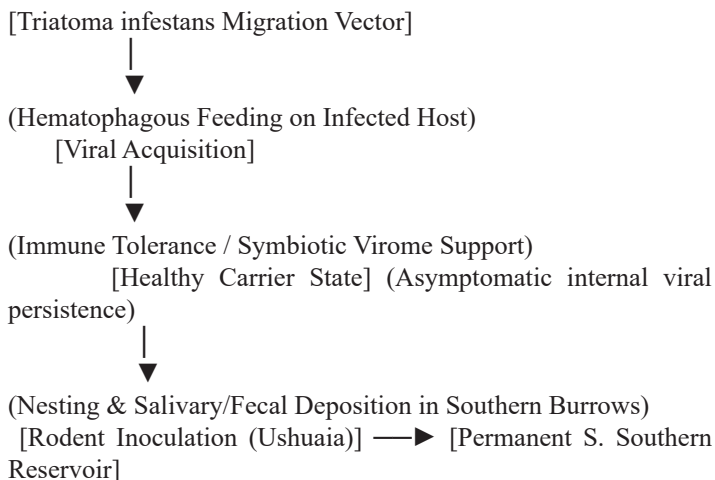 [Triatoma infestans Migration Vector]
(Hematophagous Feeding on Infected Host)
[Viral Acquisition]
(Immune Tolerance / Symbiotic Virome Support)
[Healthy Carrier State] (Asymptomatic internal viral
persistence)
(Nesting & Salivary/Fecal Deposition in Southern Burrows)
[Rodent Inoculation (Ushuaia)] → [Permanent S. Southern
Reservoir]